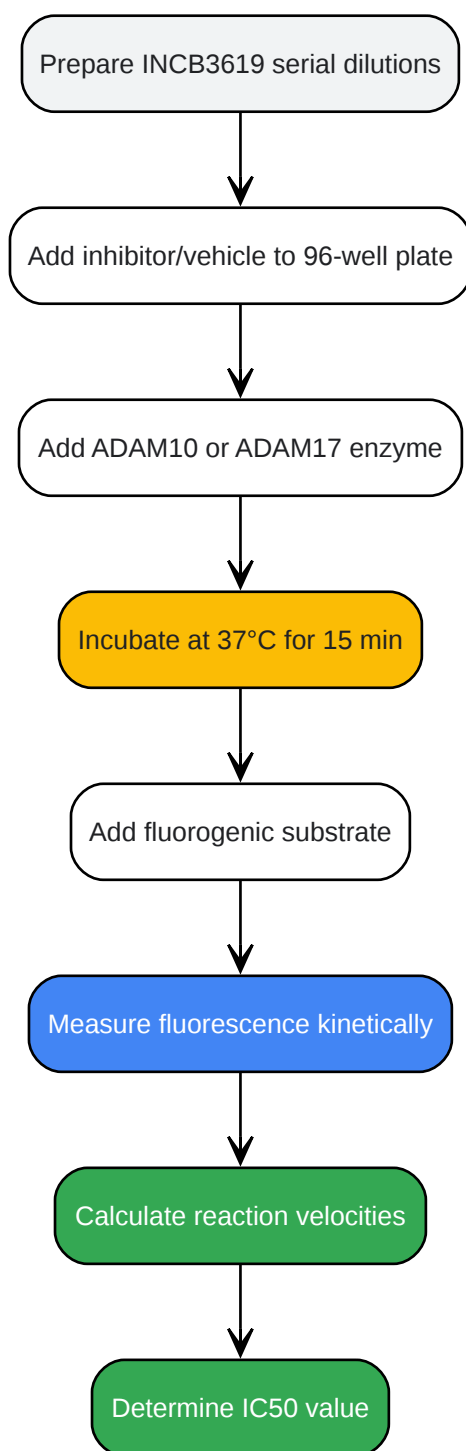 Prepare INCB3619 serial dilutions
Add inhibitor/vehicle to 96-well plate
Add ADAM10 or ADAM17 enzyme
Incubate at 37°C for 15 min
Add fluorogenic substrate
Measure fluorescence kinetically
Calculate reaction velocities
Determine IC50 value